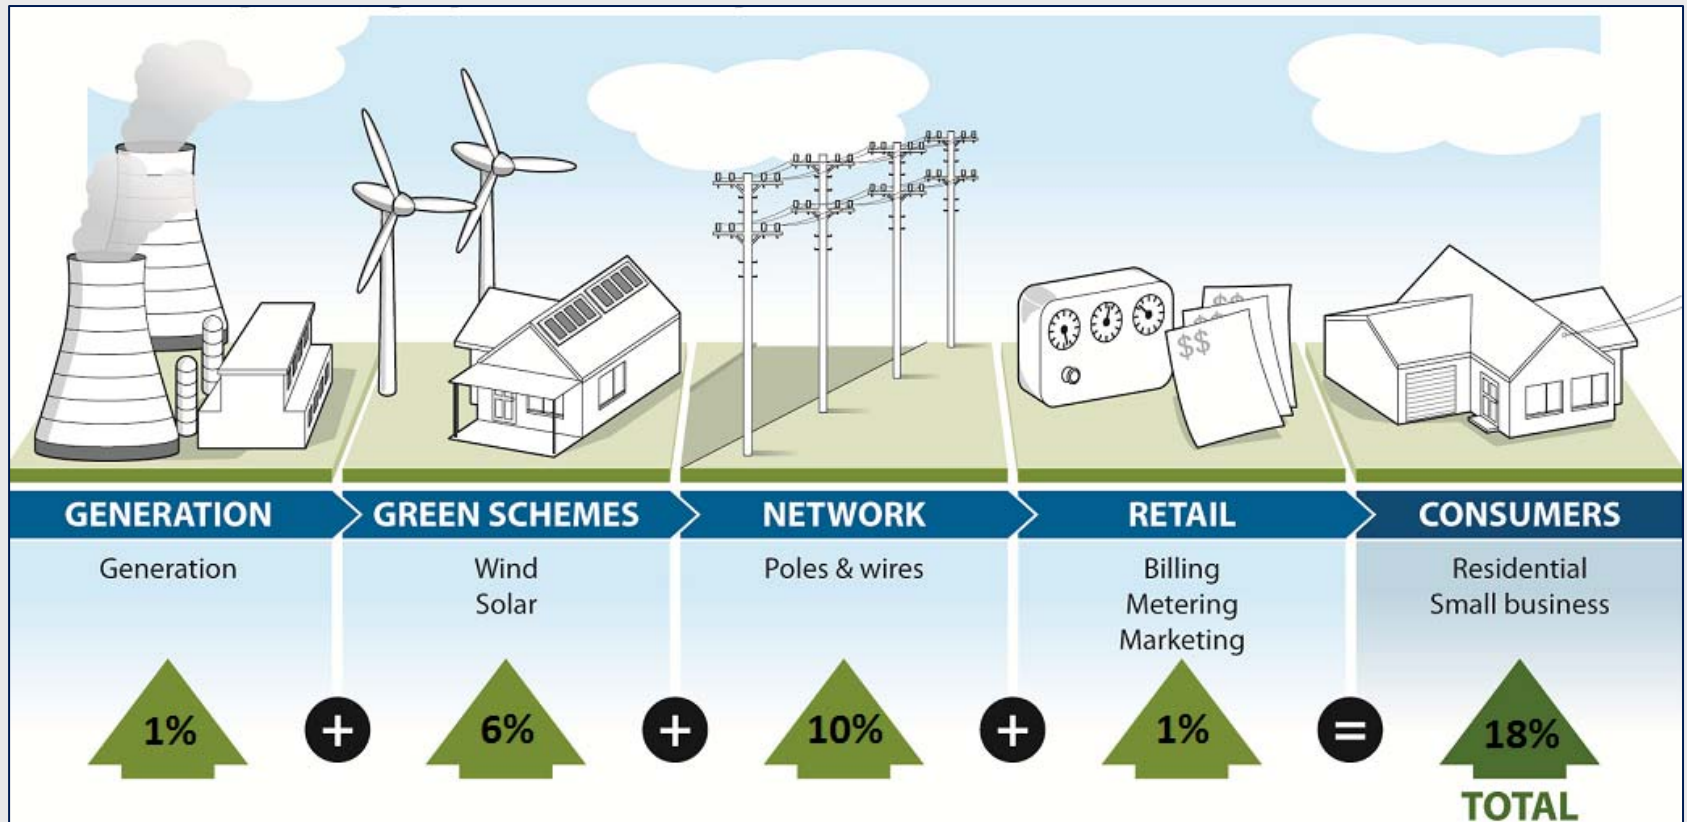 GENERATION
GREEN SCHEMES
NETWORK
RETAIL
CONSUMERS
Generation
Wind
Solar
Poles & wires
Billing
Metering
Marketing
Residential
Small business
$$
$$
$$
1%
+
6%
+
10%
+
1%
=
18%
TOTAL